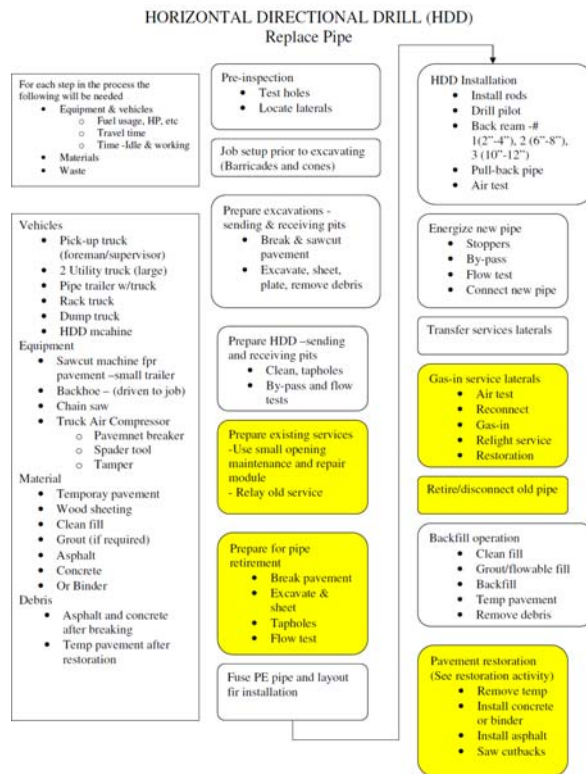 HORIZONTAL DIRECTIONAL DRILL (HDD)
Replace Pipe
For each step in the process the
following will be needed
• Equipment & vehicles
o Fuel usage, HP, etc
o Travel time
o Time -Idle & working
• Materials
• Waste
Vehicles
• Pick-up truck
(foreman/supervisor)
• 2 Utility truck (large)
• Pipe trailer w/truck
• Rack truck
• Dump truck
• HDD mcahine
Equipment
• Sawcut machine fpr
pavement –small trailer
• Backhoe – (driven to job)
• Chain saw
• Truck Air Compressor
o Pavemnet breaker
o Spader tool
o Tamper
Material
• Temporay pavement
• Wood sheeting
• Clean fill
• Grout (if required)
• Asphalt
• Concrete
• Or Binder
Debris
• Asphalt and concrete
after breaking
• Temp pavement after
restoration
Pre-inspection
• Test holes
• Locate laterals
Job setup prior to excavating
(Barricades and cones)
Prepare excavations -
sending & receiving pits
• Break & sawcut
pavement
• Excavate, sheet,
plate, remove debris
Prepare HDD –sending
and receiving pits
• Clean, tapholes
• By-pass and flow
tests
Prepare existing services
-Use small opening
maintenance and repair
module
- Relay old service
Prepare for pipe
retirement
• Break pavement
• Excavate &
sheet
• Tapholes
• Flow test
Fuse PE pipe and layout
fir installation
HDD Installation
• Install rods
• Drill pilot
• Back ream -#
1(2”-4”), 2 (6”-8”),
3 (10”-12”)
• Pull-back pipe
• Air test
Energize new pipe
• Stoppers
• By-pass
• Flow test
• Connect new pipe
Transfer services laterals
Gas-in service laterals
• Air test
• Reconnect
• Gas-in
• Relight service
• Restoration
Retire/disconnect old pipe
Backfill operation
• Clean fill
• Grout/flowable fill
• Backfill
• Temp pavement
• Remove debris
Pavement restoration
(See restoration activity)
• Remove temp
• Install concrete
or binder
• Install asphalt
• Saw cutbacks